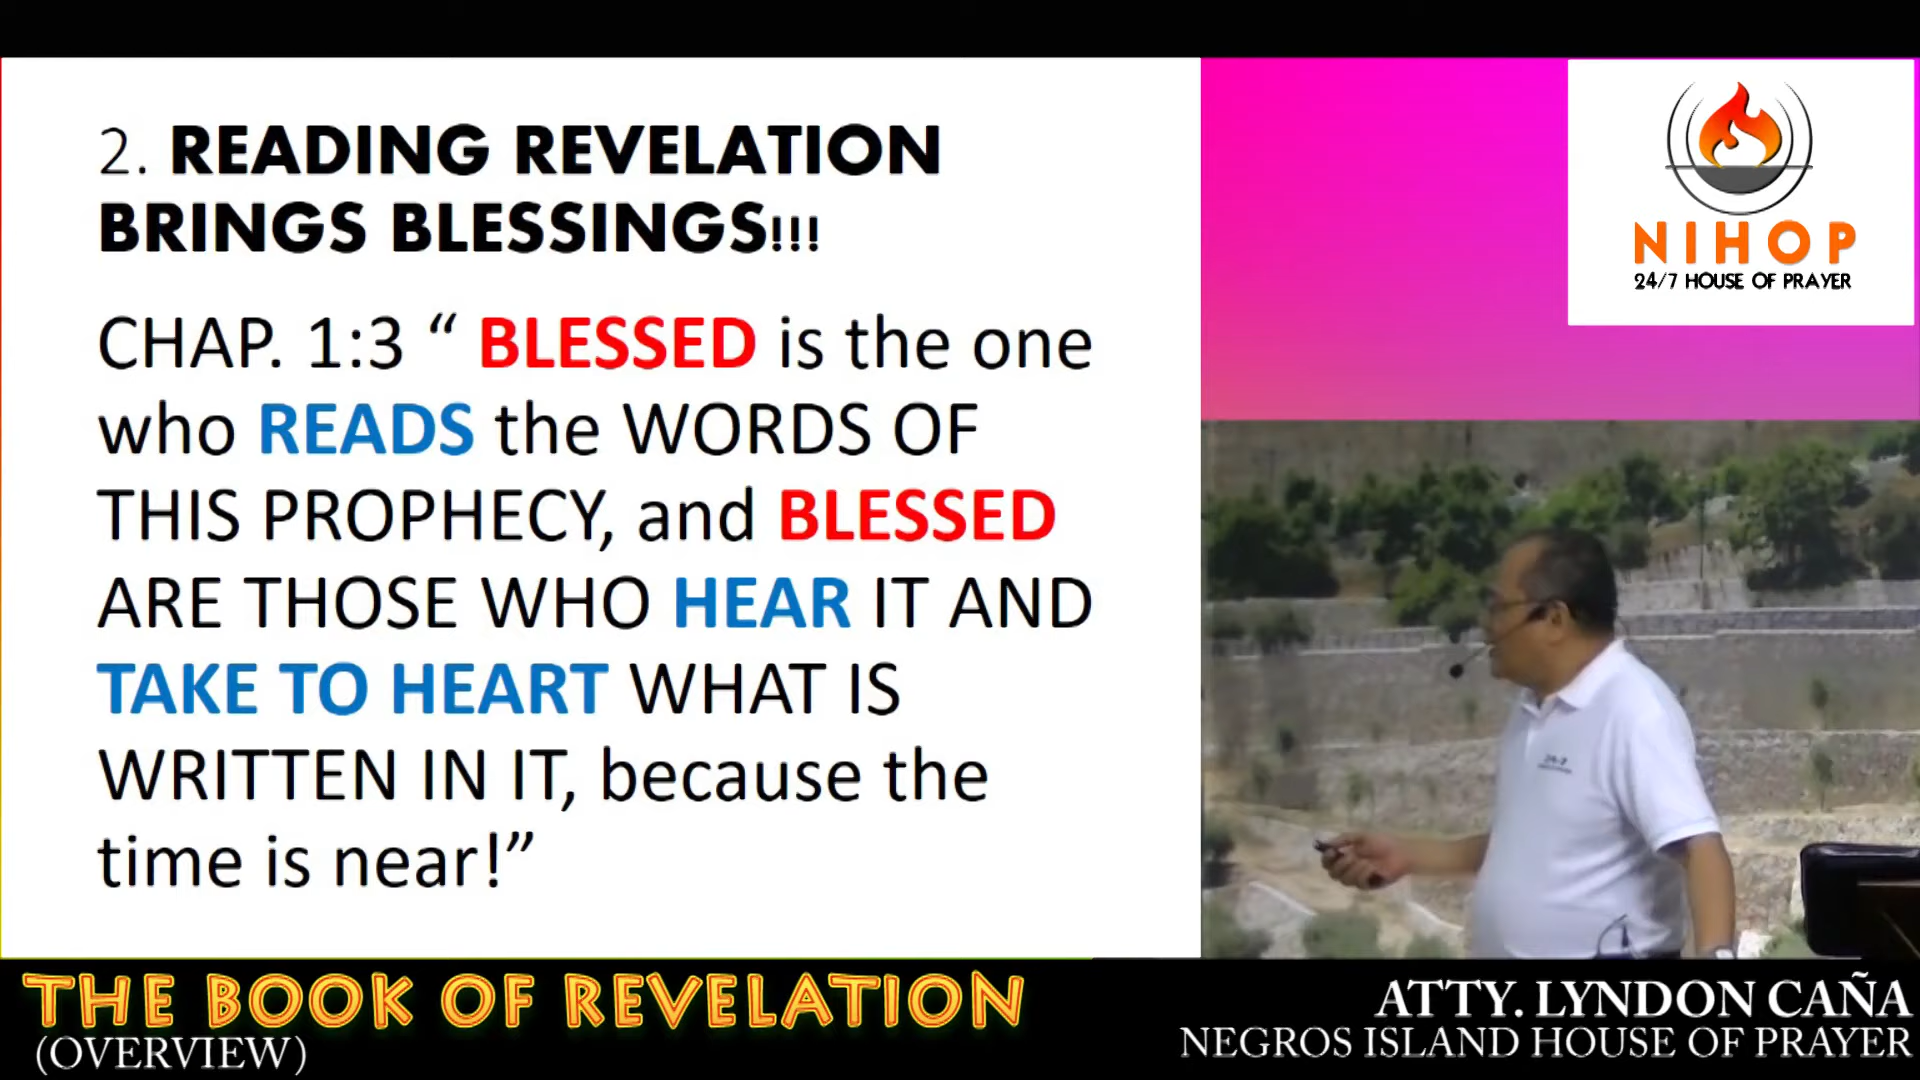 2. READING REVELATION
BRINGS BLESSINGS!!!
CHAP. 1:3 “ BLESSED is the one
who READS the WORDS OF
THIS PROPHECY, and BLESSED
ARE THOSE WHO HEAR IT AND
TAKE TO HEART WHAT IS
WRITTEN IN IT, because the
time is near!”
NIHOP
24/7 HOUSE OF PRAYER
THE BOOK OF REVELATION
(OVERVIEW)
ATTY. LYNDON CAÑA
NEGROS ISLAND HOUSE OF PRAYER